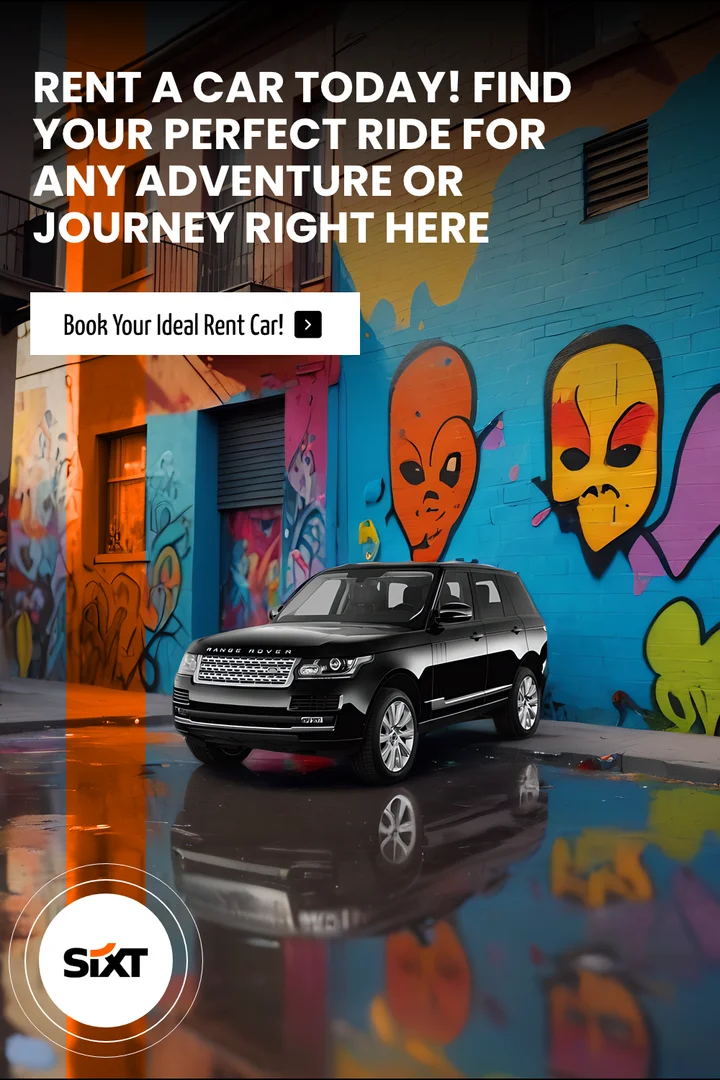 RENT A CAR TODAY! FIND
YOUR PERFECT RIDE FOR
ANY ADVENTURE OR
JOURNEY RIGHT HERE
Book Your Ideal Rent Car!
RANGE ROVER
SiXT